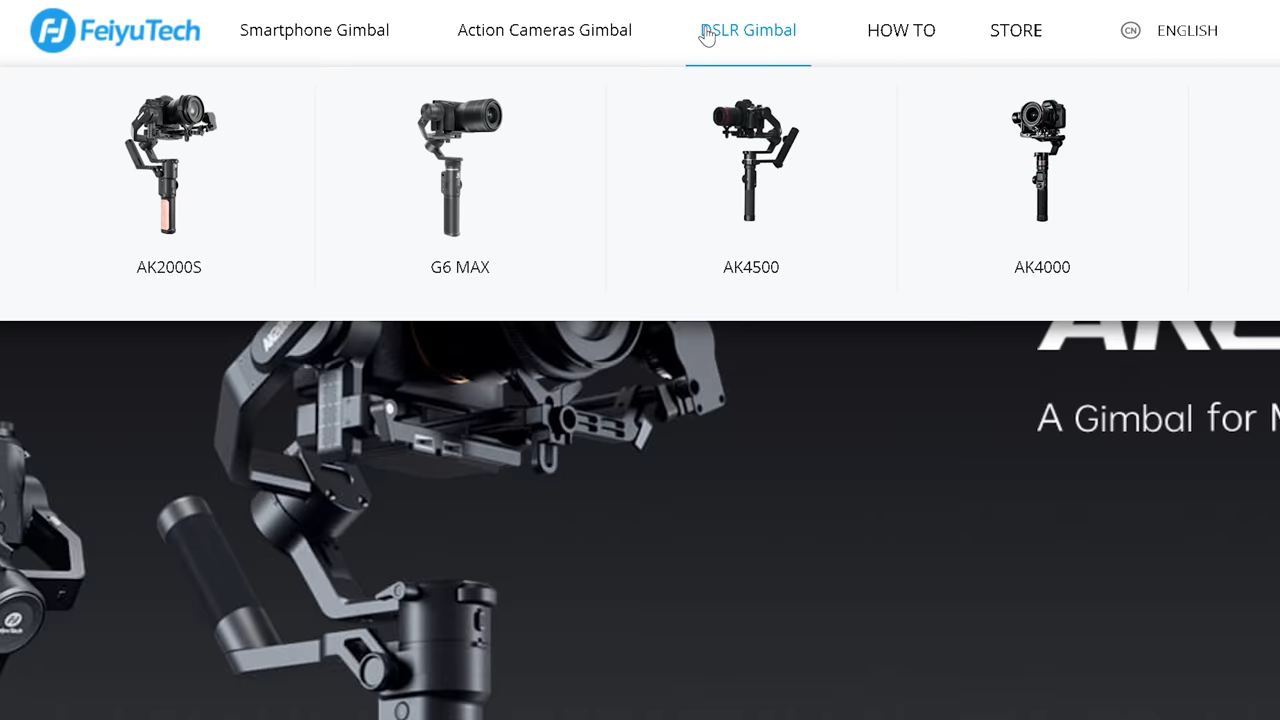 FeiyuTech Smartphone Gimbal Action Cameras Gimbal DSLR Gimbal HOW TO STORE CN ENGLISH
AK2000S G6 MAX AK4500 AK4000
A Gimbal for